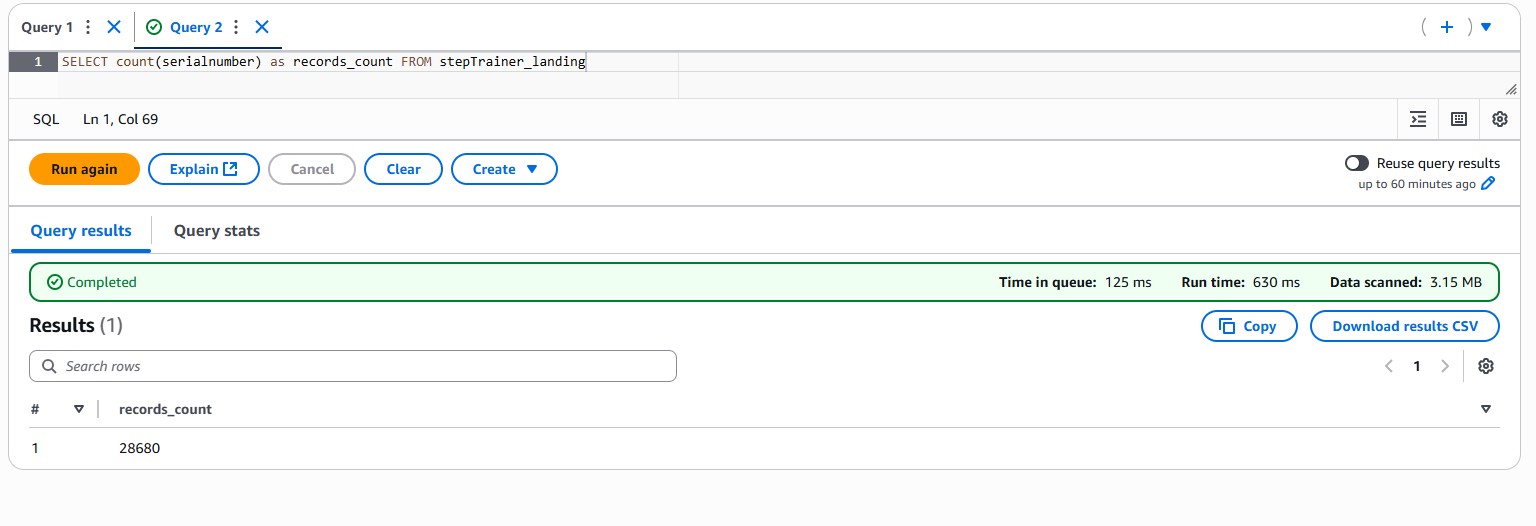 Query 1 Query 2
1 SELECT count(serialnumber) as records_count FROM stepTrainer_landing
SQL Ln 1, Col 69
Run again Explain Cancel Clear Create Reuse query results
up to 60 minutes ago
Query results Query stats
Completed Time in queue: 125 ms Run time: 630 ms Data scanned: 3.15 MB
Results (1) Copy Download results CSV
Search rows 1
# records_count
1 28680